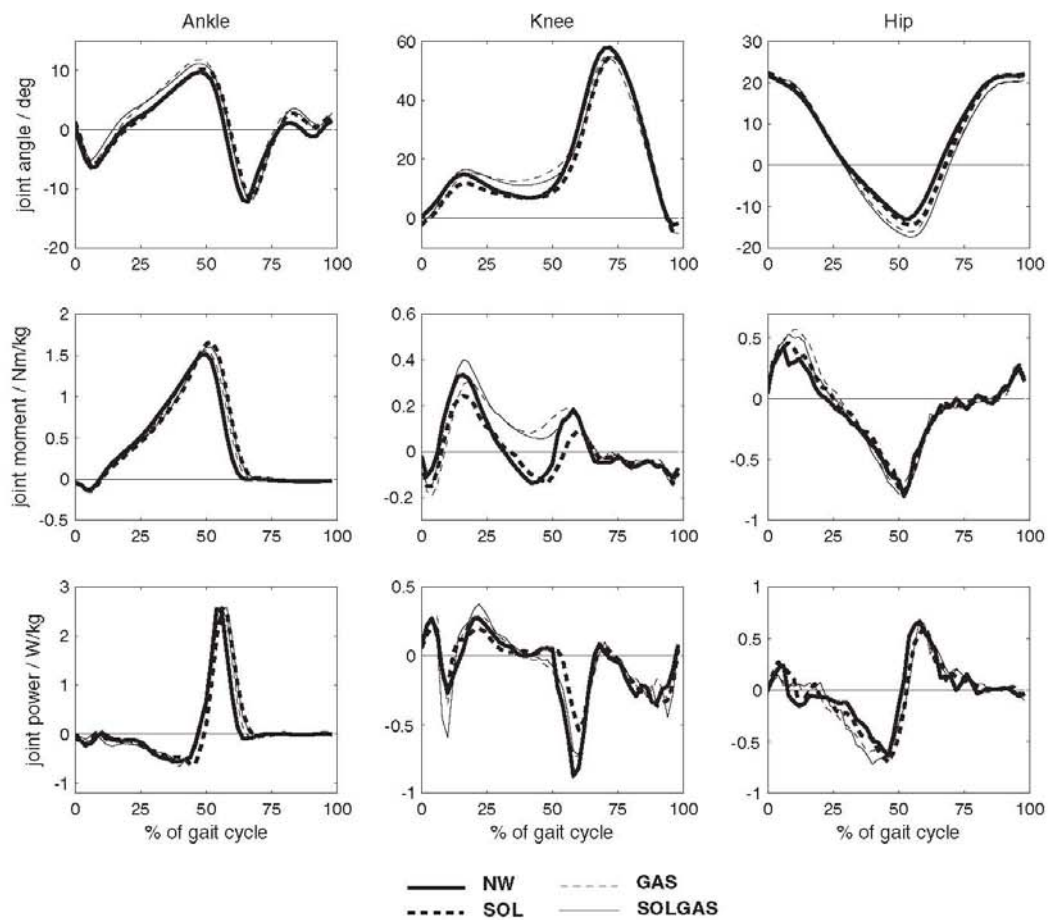 Ankle Knee Hip
joint angle / deg
10
0
-10
-20
0 25 50 75 100
60
40
20
0
0 25 50 75 100
30
20
10
0
-10
-20
0 25 50 75 100
joint moment / Nm/kg
2
1.5
1
0.5
0
-0.5
0 25 50 75 100
0.4
0.2
0
-0.2
0 25 50 75 100
0.5
0
-0.5
-1
0 25 50 75 100
joint power / W/kg
3
2
1
0
-1
0 25 50 75 100
% of gait cycle
0.5
0
-0.5
-1
0 25 50 75 100
% of gait cycle
1
0.5
0
-0.5
-1
0 25 50 75 100
% of gait cycle
NW GAS
SOL SOLGAS